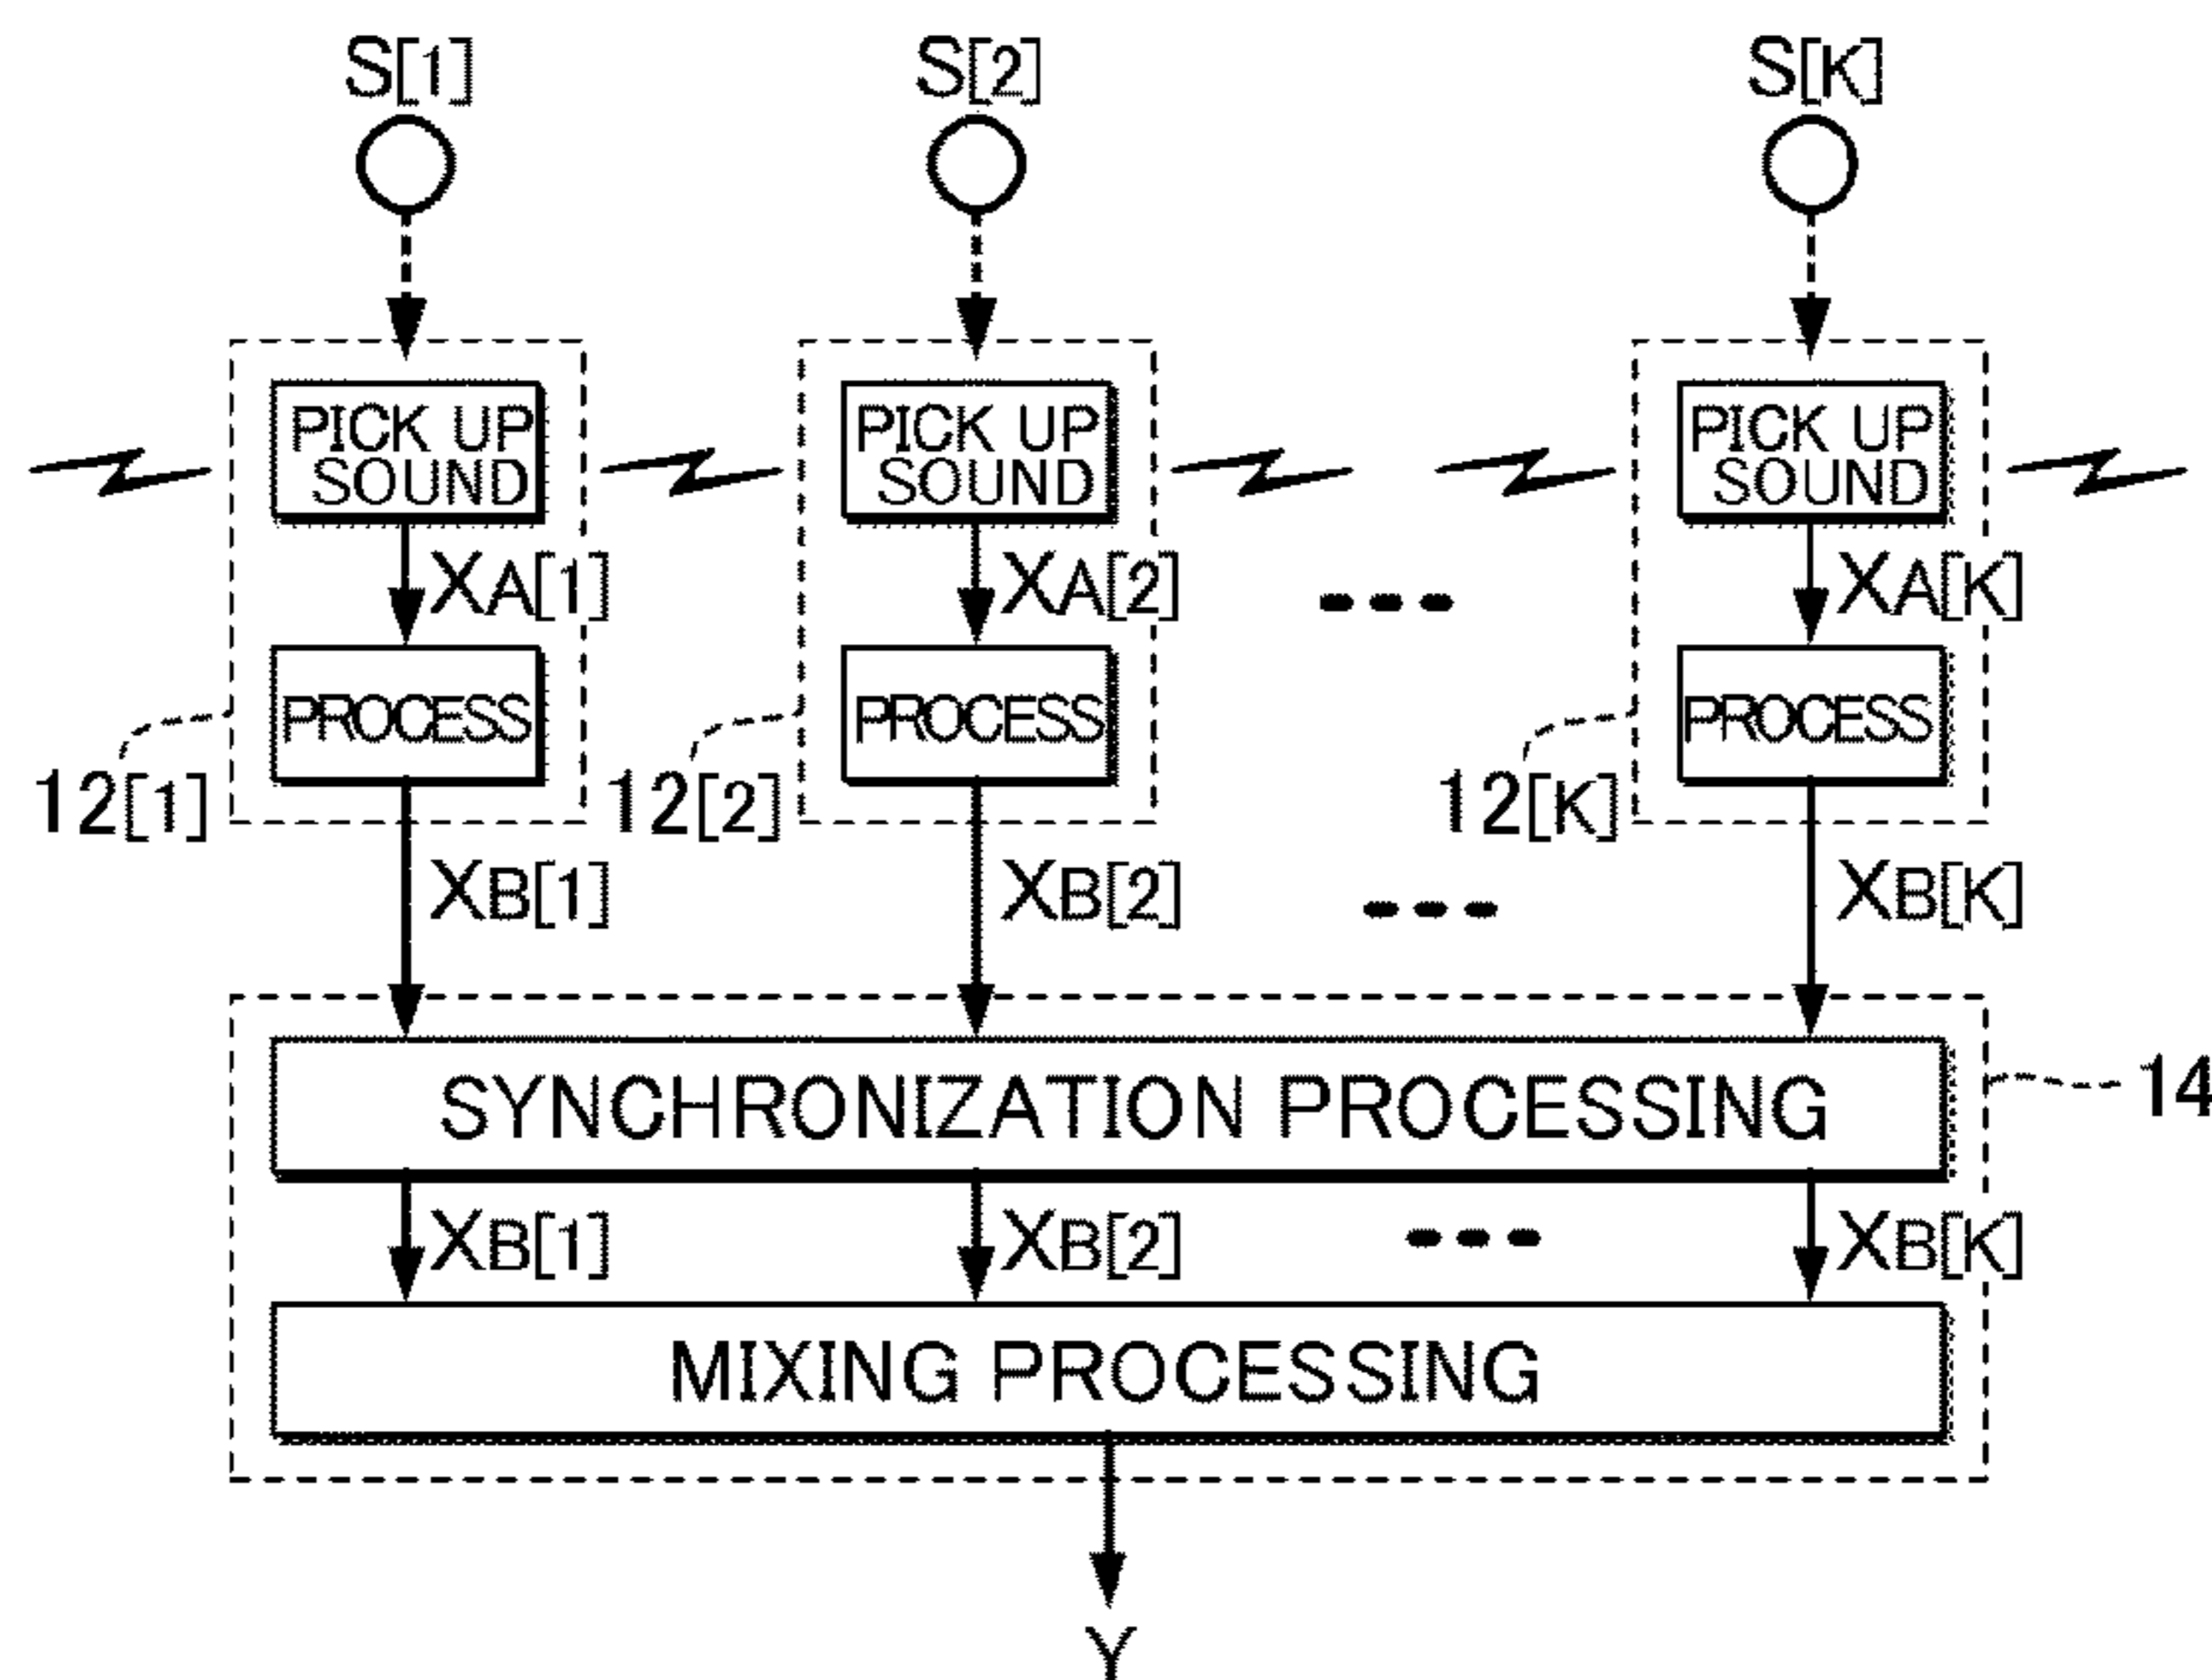 S[1] S[2] S[K]
PICK UP PICK UP PICK UP
SOUND SOUND SOUND
XA[1] XA[2] XA[K]
PROCESS PROCESS PROCESS
12[1] 12[2] 12[K]
XB[1] XB[2] XB[K]
SYNCHRONIZATION PROCESSING
14
XB[1] XB[2] XB[K]
MIXING PROCESSING
Y